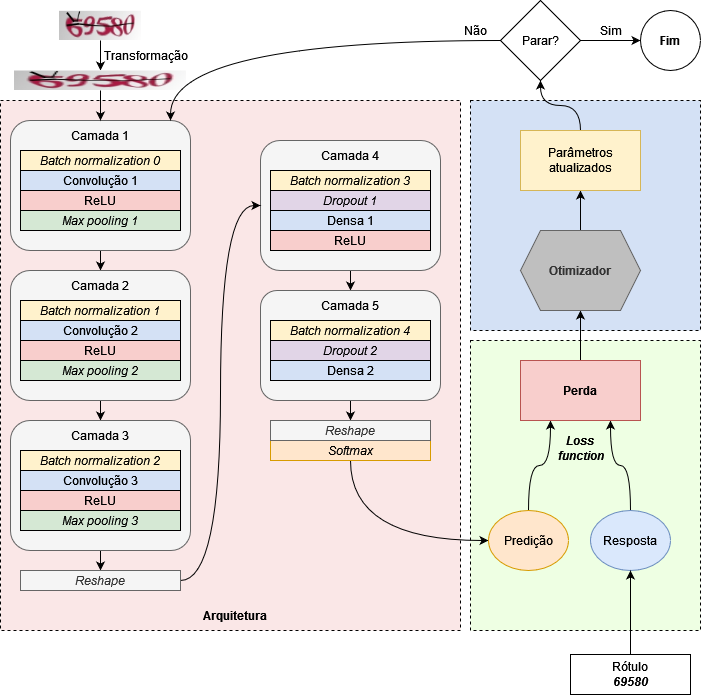 69580
Transformação
69580
Não
Parar?
Sim
Fim
Camada 1
Batch normalization 0
Convolução 1
ReLU
Max pooling 1
Camada 2
Batch normalization 1
Convolução 2
ReLU
Max pooling 2
Camada 3
Batch normalization 2
Convolução 3
ReLU
Max pooling 3
Reshape
Camada 4
Batch normalization 3
Dropout 1
Densa 1
ReLU
Camada 5
Batch normalization 4
Dropout 2
Densa 2
Reshape
Softmax
Arquitetura
Parâmetros
atualizados
Otimizador
Perda
Loss
function
Predição
Resposta
Rótulo
69580